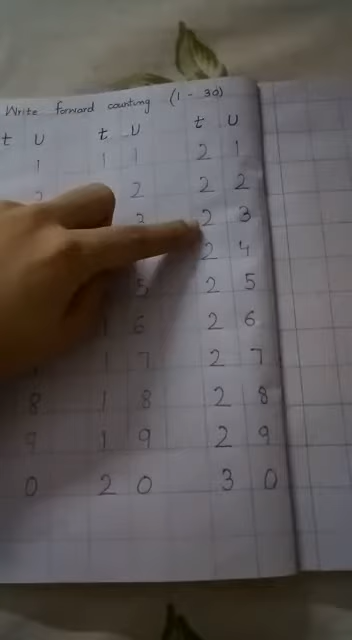 Write forward counting (1 - 30)
t U t U t U
1 1 1 2 1
2 2 2 2
3 2 3
2 4
5 2 5
1 6 2 6
1 7 2 7
8 1 8 2 8
9 1 9 2 9
0 2 0 3 0